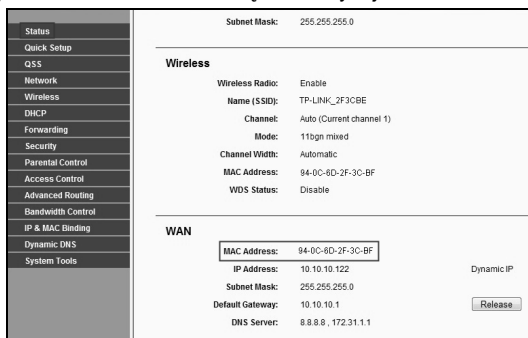 Status
Quick Setup
QSS
Network
Wireless
DHCP
Forwarding
Security
Parental Control
Access Control
Advanced Routing
Bandwidth Control
IP & MAC Binding
Dynamic DNS
System Tools
Subnet Mask: 255.255.255.0
Wireless
Wireless Radio: Enable
Name (SSID): TP-LINK_2F3CBE
Channel: Auto (Current channel 1)
Mode: 11bgn mixed
Channel Width: Automatic
MAC Address: 94-0C-6D-2F-3C-BF
WDS Status: Disable
WAN
MAC Address: 94-0C-6D-2F-3C-BF
IP Address: 10.10.10.122 Dynamic IP
Subnet Mask: 255.255.255.0
Default Gateway: 10.10.10.1 Release
DNS Server: 8.8.8.8 , 172.31.1.1